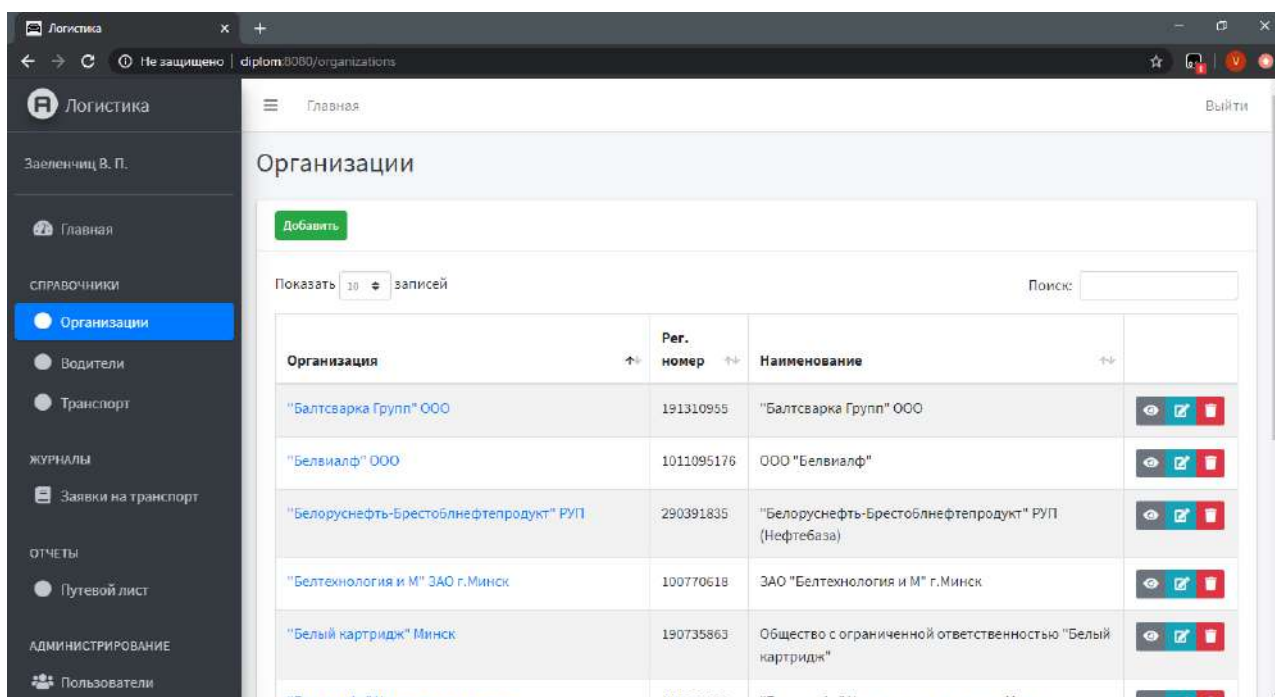 Логистика
Не защищено | diplom:8080/organizations
V
Логистика
Главная
Выйти
Заеленчиц В. П.
Организации
Главная
Добавить
СПРАВОЧНИКИ
Показать 10 записей
Поиск:
Организации
Водители
Транспорт
Организация
Рег. номер
Наименование
"Балтсварка Групп" ООО 191310955 "Балтсварка Групп" ООО
ЖУРНАЛЫ
"Белвиалф" ООО 1011095176 ООО "Белвиалф"
Заявки на транспорт
"Белоруснефть-Брестоблнефтепродукт" РУП 290391835 "Белоруснефть-Брестоблнефтепродукт" РУП
(Нефтебаза)
ОТЧЕТЫ
Путевой лист
"Белтехнология и М" ЗАО г.Минск 100770618 ЗАО "Белтехнология и М" г.Минск
АДМИНИСТРИРОВАНИЕ
"Белый картридж" Минск 190735863 Общество с ограниченной ответственностью "Белый
картридж"
Пользователи